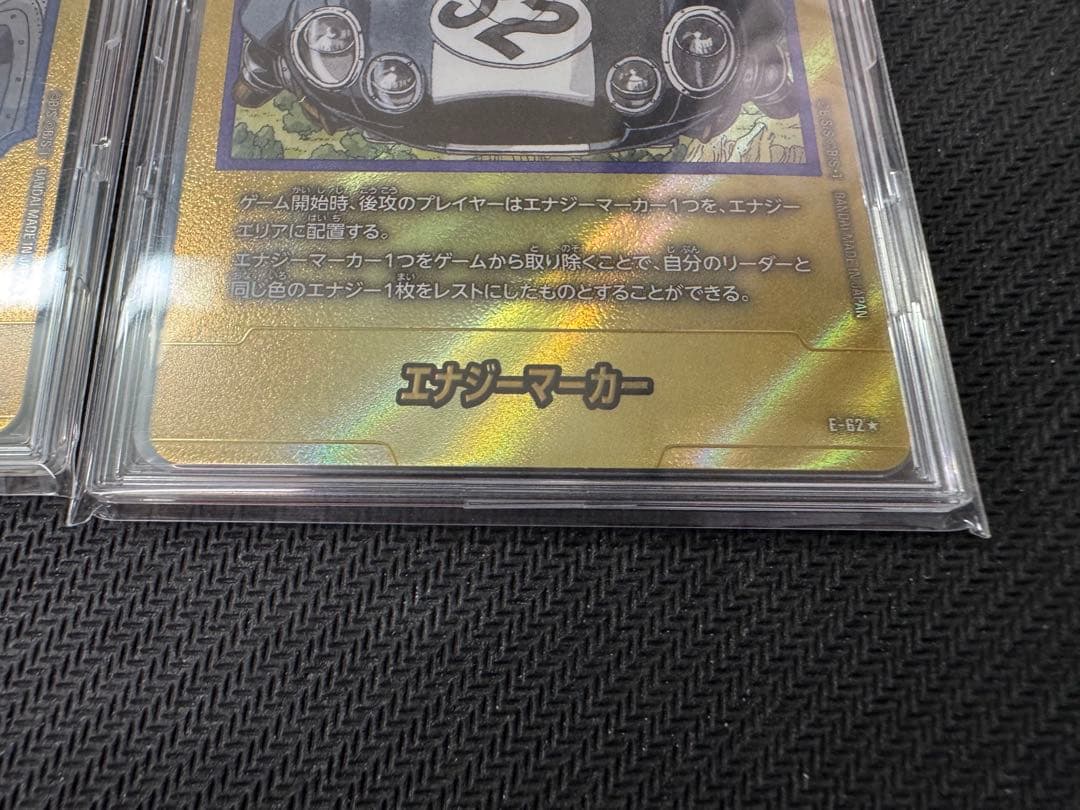 ゲーム開始時、後攻のプレイヤーはエナジーマーカー1つを、エナジー
エリアに配置する。
エナジーマーカー1つをゲームから取り除くことで、自分のリーダーと
同じ色のエナジー1枚をレストにしたものとすることができる。
エナジーマーカー
E-62★
BANDAI MADE IN JAPAN
BANDAI MADE IN